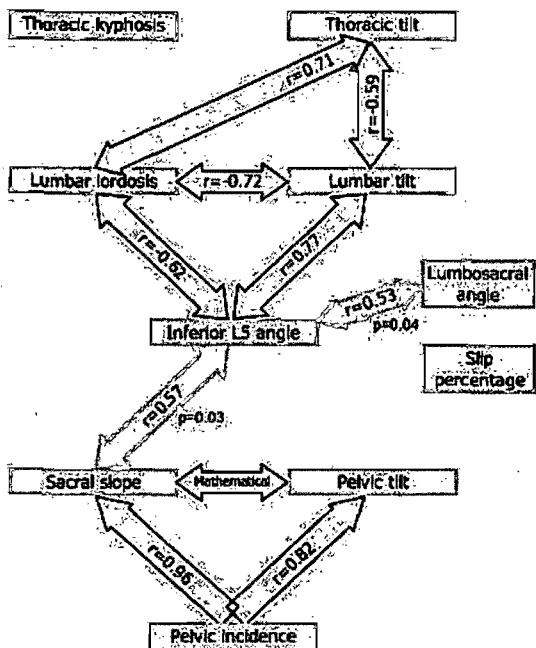 Thoracic kyphosis
Thoracic tilt
r=0.71
r=-0.59
Lumbar lordosis
r=-0.72
Lumbar tilt
r=-0.62
r=0.77
Lumbosacral
angle
r=0.53
p=0.04
Inferior L5 angle
Slip
percentage
r=0.57
p=0.03
Sacral slope
Mathematical
Pelvic tilt
r=0.96
r=0.82
Pelvic incidence